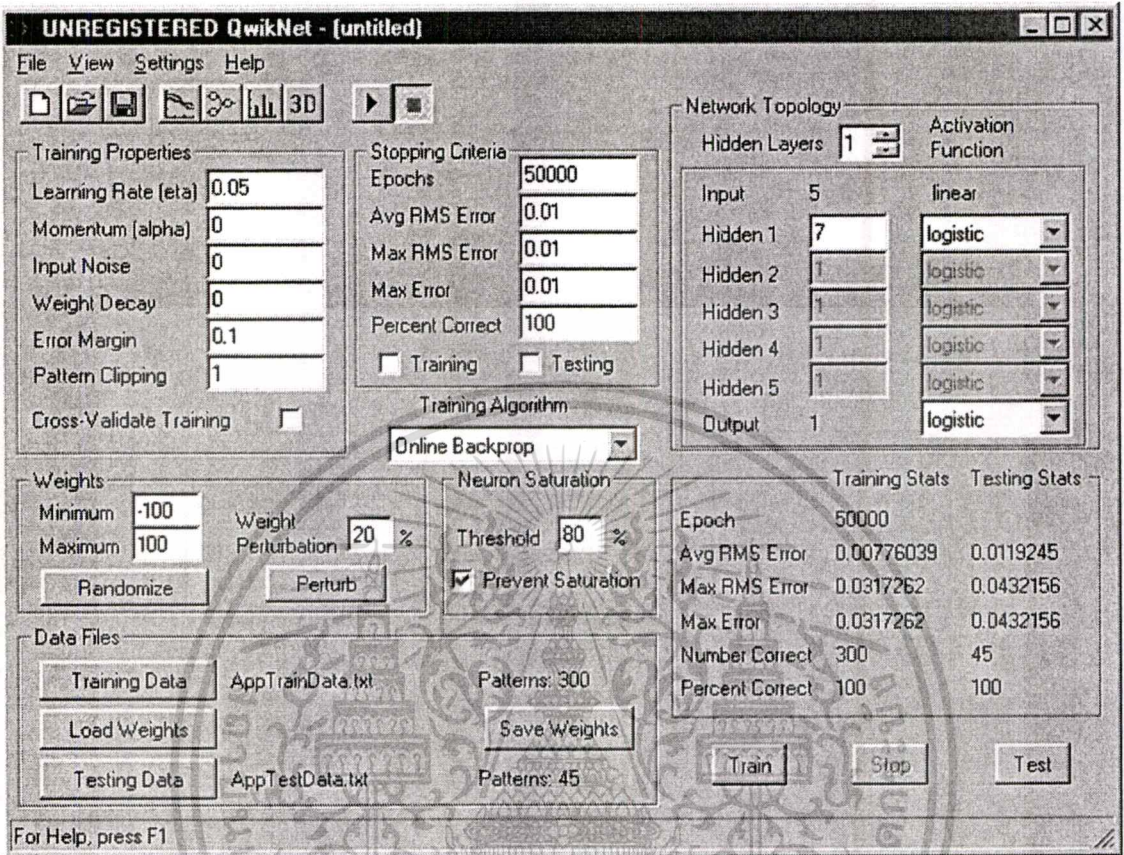 UNREGISTERED QwikNet - (untitled)
File View Settings Help
3D
Training Properties
Learning Rate (eta) 0.05
Momentum (alpha) 0
Input Noise 0
Weight Decay 0
Error Margin 0.1
Pattern Clipping 1
Cross-Validate Training
Stopping Criteria
Epochs 50000
Avg RMS Error 0.01
Max RMS Error 0.01
Max Error 0.01
Percent Correct 100
Training Testing
Training Algorithm
Online Backprop
Network Topology
Hidden Layers 1 Activation Function
Input 5 linear
Hidden 1 7 logistic
Hidden 2 1 logistic
Hidden 3 1 logistic
Hidden 4 1 logistic
Hidden 5 1 logistic
Output 1 logistic
Weights
Minimum -100
Maximum 100
Weight Perturbation 20 %
Randomize Perturb
Neuron Saturation
Threshold 80 %
Prevent Saturation
Training Stats Testing Stats
Epoch 50000
Avg RMS Error 0.00776039 0.0119245
Max RMS Error 0.0317262 0.0432156
Max Error 0.0317262 0.0432156
Number Correct 300 45
Percent Correct 100 100
Data Files
Training Data AppTrainData.txt Patterns: 300
Load Weights Save Weights
Testing Data AppTestData.txt Patterns: 45
Train Stop Test
For Help, press F1